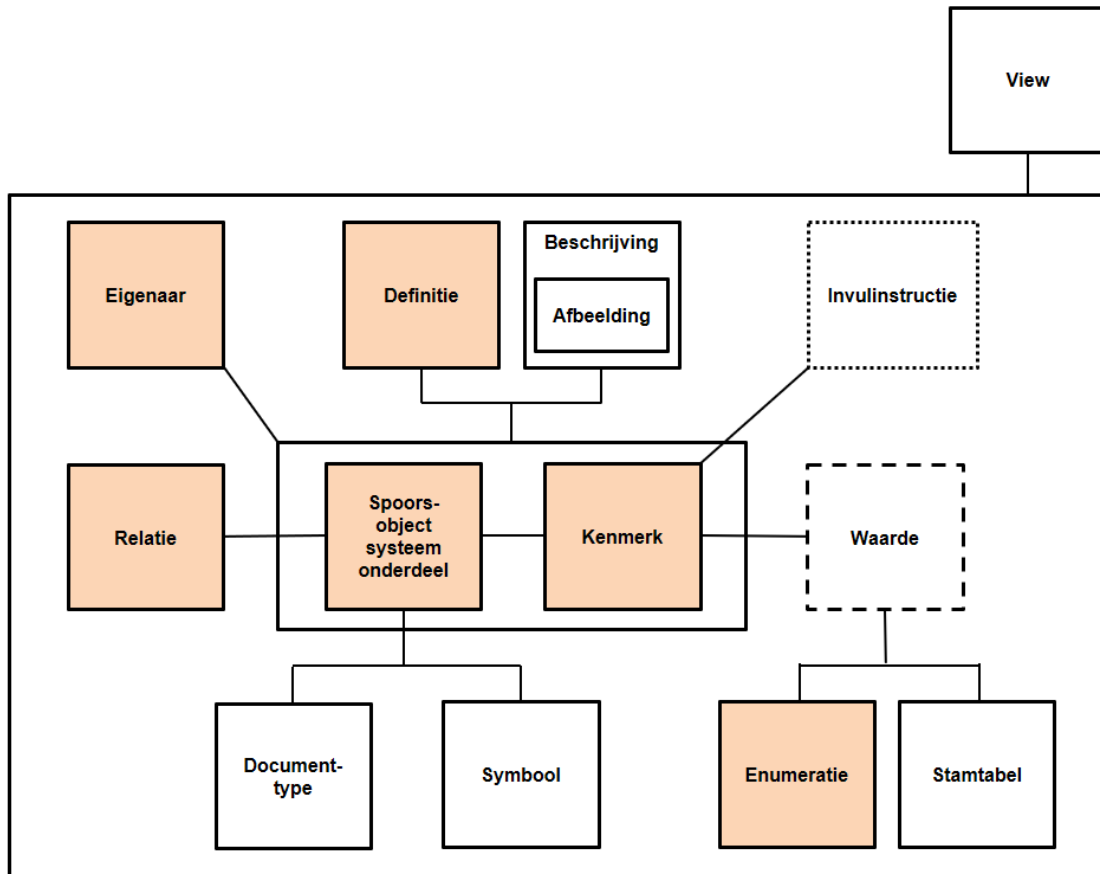 View
Eigenaar
Definitie
Beschrijving
Afbeelding
Invulinstructie
Relatie
Spoors-
object
systeem
onderdeel
Kenmerk
Waarde
Document-
type
Symbool
Enumeratie
Stamtabel